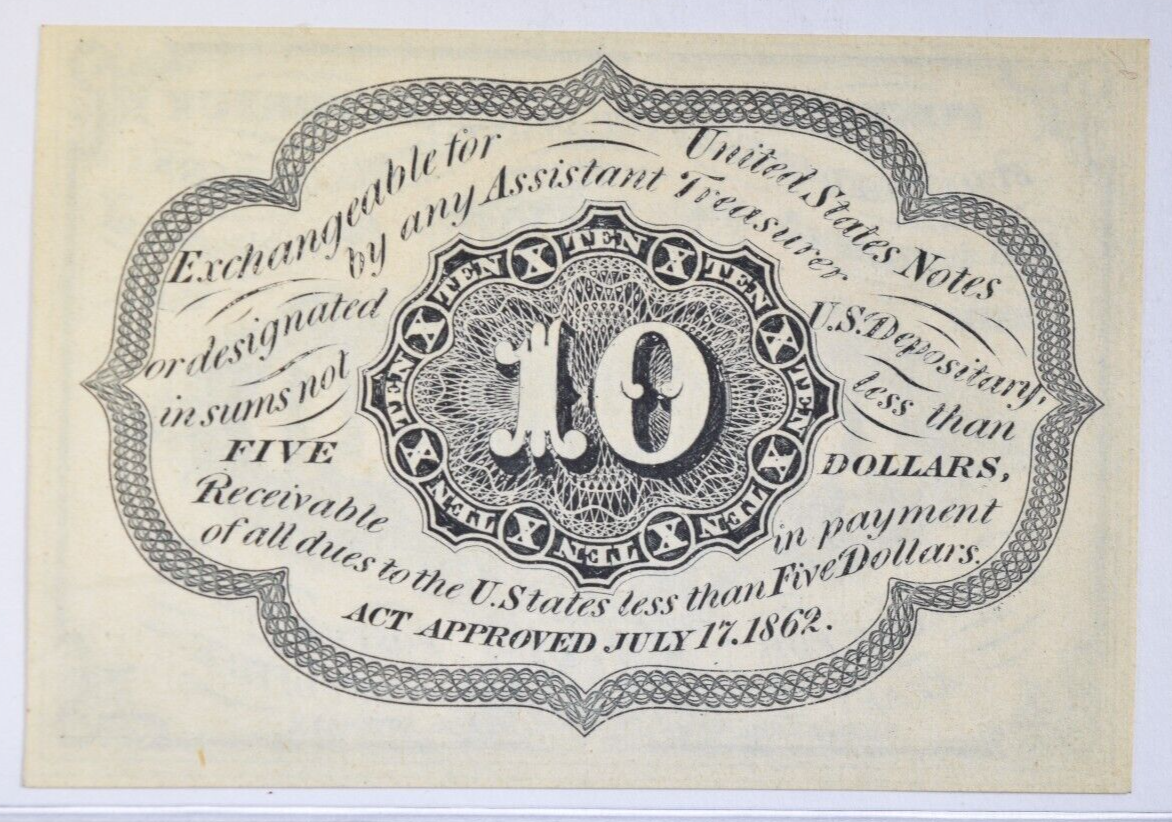 Exchangeable for United States Notes
by any Assistant Treasurer
or designated U.S. Depositary,
in sums not less than
FIVE DOLLARS,
Receivable in payment
of all dues to the U. States less than Five Dollars.
ACT APPROVED JULY 17. 1862.
TEN X TEN X TEN X TEN X TEN X TEN X TEN X TEN X
10